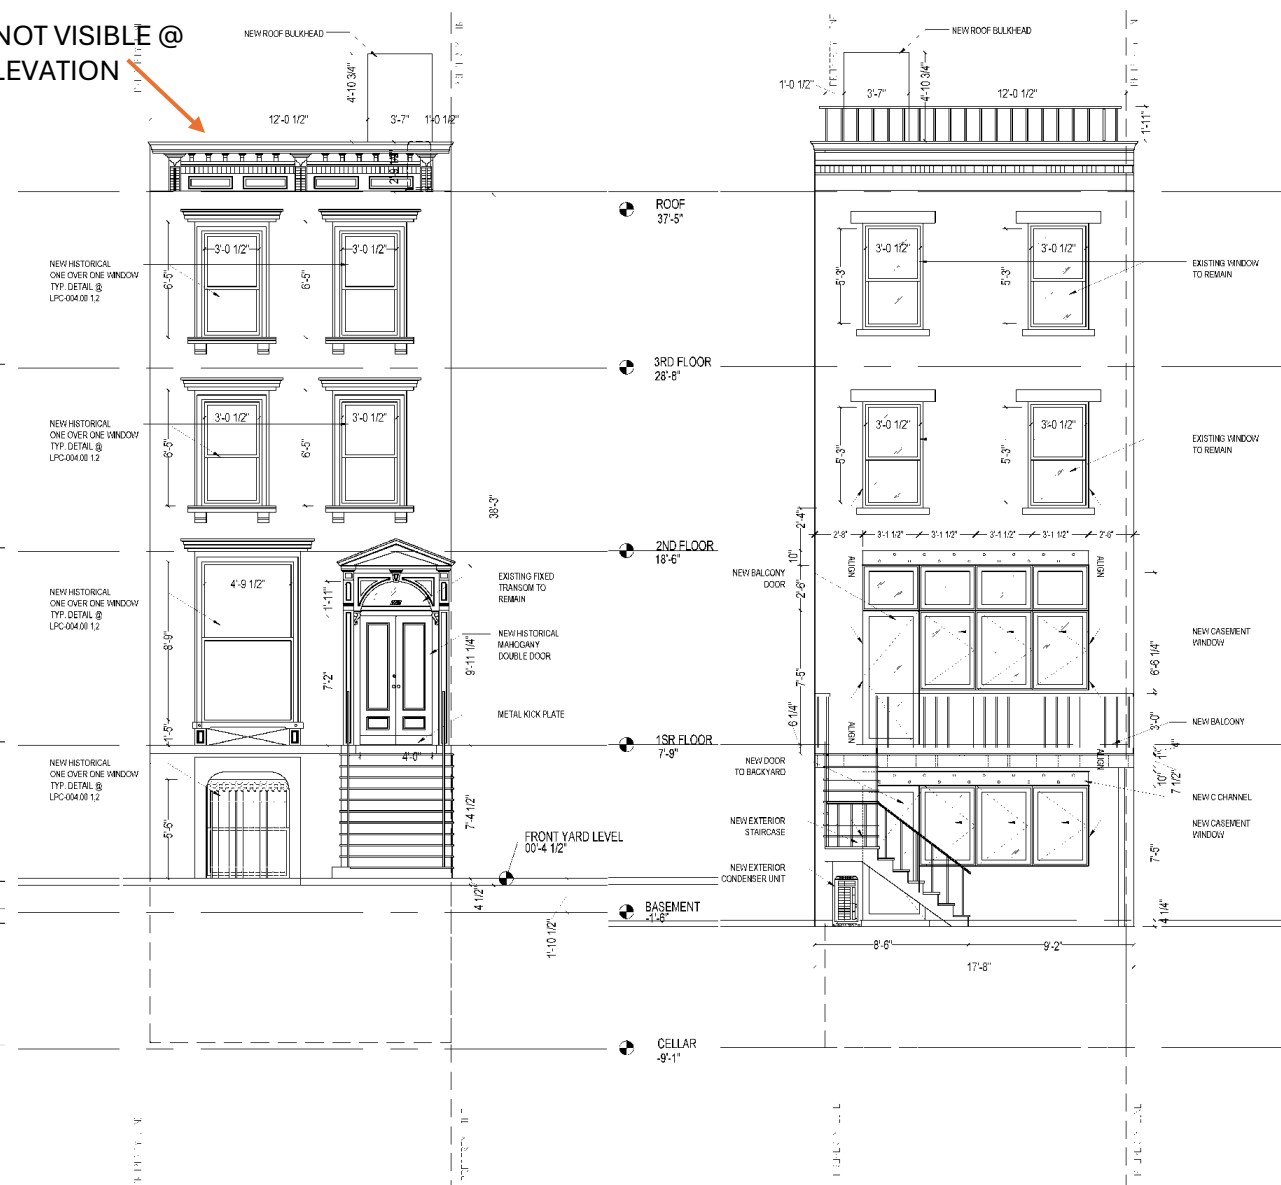 NOT VISIBLE @
LEVATION
NEW ROOF BULKHEAD
4'-10 3/4"
12'-0 1/2"
3'-7"
1'-0 1/2"
2'-9 1/2"
NEW HISTORICAL
ONE OVER ONE WINDOW
TYP. DETAIL @
LPC-004.00 1,2
6'-5"
3'-0 1/2"
6'-5"
3'-0 1/2"
NEW HISTORICAL
ONE OVER ONE WINDOW
TYP. DETAIL @
LPC-004.00 1,2
6'-5"
3'-0 1/2"
6'-5"
3'-0 1/2"
38'-3"
NEW HISTORICAL
ONE OVER ONE WINDOW
TYP. DETAIL @
LPC-004.00 1,2
8'-9"
4'-9 1/2"
1'-5"
1'-11"
7'-2"
9'-11 1/4"
EXISTING FIXED
TRANSOM TO
REMAIN
NEW HISTORICAL
MAHOGANY
DOUBLE DOOR
METAL KICK PLATE
4'-0"
NEW HISTORICAL
ONE OVER ONE WINDOW
TYP. DETAIL @
LPC-004.00 1,2
5'-6"
7'-4 1/2"
4 1/2"
1'-10 1/2"
FRONT YARD LEVEL
00'-4 1/2"
ROOF
37'-5"
3RD FLOOR
28'-8"
2ND FLOOR
18'-6"
1SR FLOOR
7'-9"
BASEMENT
-1'-6"
CELLAR
-9'-1"
NEW ROOF BULKHEAD
1'-0 1/2"
3'-7"
4'-10 3/4"
12'-0 1/2"
1'-11"
5'-3"
3'-0 1/2"
5'-3"
3'-0 1/2"
EXISTING WINDOW
TO REMAIN
5'-3"
3'-0 1/2"
5'-3"
3'-0 1/2"
EXISTING WINDOW
TO REMAIN
2'-4"
2'-8"
3'-1 1/2"
3'-1 1/2"
3'-1 1/2"
3'-1 1/2"
2'-6"
10"
ALIGN
ALIGN
NEW BALCONY
DOOR
2'-6"
7'-5"
6 1/4"
NEW CASEMENT
WINDOW
6'-6 1/4"
NEW BALCONY
3'-0"
ALIGN
ALIGN
1"
4"
10"
7 1/2"
NEW DOOR
TO BACKYARD
NEW C CHANNEL
NEW EXTERIOR
STAIRCASE
NEW CASEMENT
WINDOW
7'-5"
NEW EXTERIOR
CONDENSER UNIT
4 1/4"
8'-6"
9'-2"
17'-8"